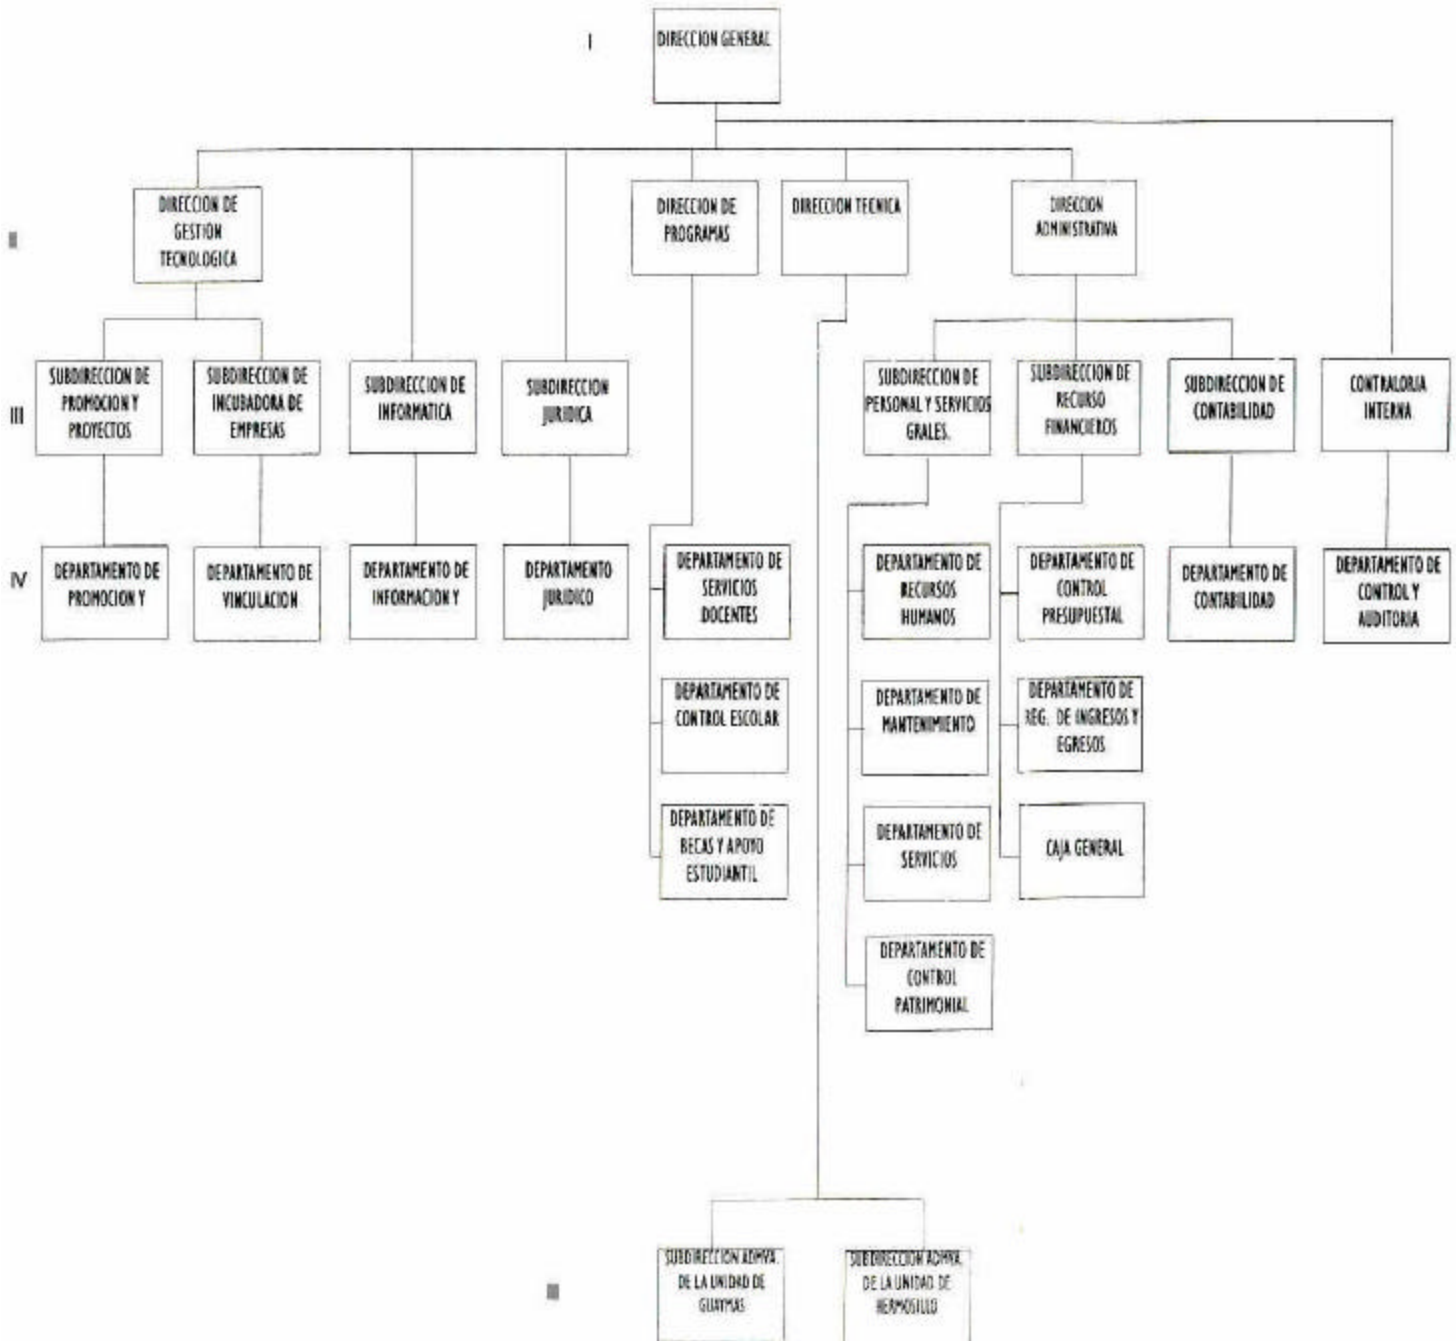 I
DIRECCION GENERAL
II
DIRECCION DE
GESTION
TECNOLOGICA
DIRECCION DE
PROGRAMAS
DIRECCION TECNICA
DIRECCION
ADMINISTRATIVA
III
SUBDIRECCION DE
PROMOCION Y
PROYECTOS
SUBDIRECCION DE
INCUBADORA DE
EMPRESAS
SUBDIRECCION DE
INFORMATICA
SUBDIRECCION
JURIDICA
SUBDIRECCION DE
PERSONAL Y SERVICIOS
GRALES.
SUBDIRECCION DE
RECURSO
FINANCIEROS
SUBDIRECCION DE
CONTABILIDAD
CONTRALORIA
INTERNA
IV
DEPARTAMENTO DE
PROMOCION Y
DEPARTAMENTO DE
VINCULACION
DEPARTAMENTO DE
INFORMACION Y
DEPARTAMENTO
JURIDICO
DEPARTAMENTO DE
SERVICIOS
DOCENTES
DEPARTAMENTO DE
RECURSOS
HUMANOS
DEPARTAMENTO DE
CONTROL
PRESUPUESTAL
DEPARTAMENTO DE
CONTABILIDAD
DEPARTAMENTO DE
CONTROL Y
AUDITORIA
DEPARTAMENTO DE
CONTROL ESCOLAR
DEPARTAMENTO DE
MANTENIMIENTO
DEPARTAMENTO DE
REG. DE INGRESOS Y
EGRESOS
DEPARTAMENTO DE
BECAS Y APOYO
ESTUDIANTIL
DEPARTAMENTO DE
SERVICIOS
CAJA GENERAL
DEPARTAMENTO DE
CONTROL
PATRIMONIAL
SUBDIRECCION ADMVA.
DE LA UNIDAD DE
GUAYMAS
SUBDIRECCION ADMVA.
DE LA UNIDAD DE
HERMOSILLO